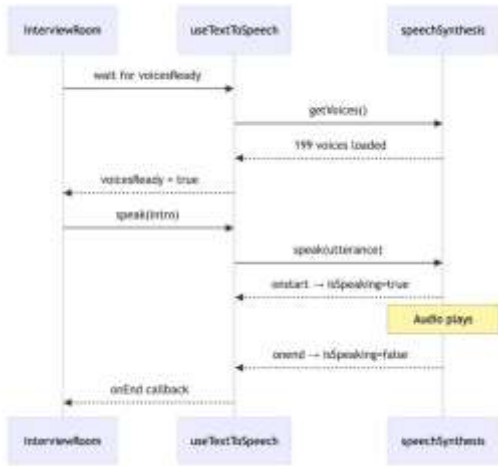 InterviewRoom
useTextToSpeech
speechSynthesis
wait for voicesReady
getVoices()
199 voices loaded
voicesReady = true
speak(intro)
speak(utterance)
onstart → isSpeaking=true
Audio plays
onend → isSpeaking=false
onEnd callback
InterviewRoom
useTextToSpeech
speechSynthesis